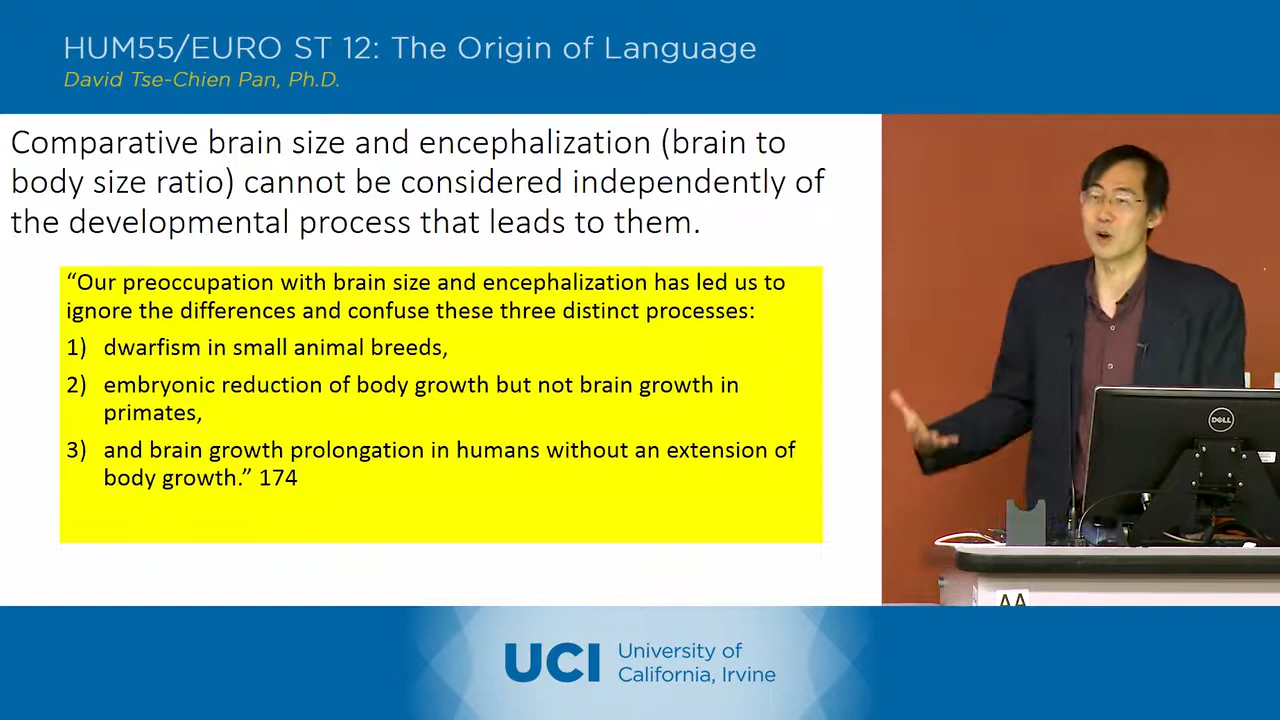 HUM55/EURO ST 12: The Origin of Language
David Tse-Chien Pan, Ph.D.
Comparative brain size and encephalization (brain to
body size ratio) cannot be considered independently of
the developmental process that leads to them.
“Our preoccupation with brain size and encephalization has led us to
ignore the differences and confuse these three distinct processes:
1) dwarfism in small animal breeds,
2) embryonic reduction of body growth but not brain growth in
primates,
3) and brain growth prolongation in humans without an extension of
body growth.” 174
DELL
AA
UCI University of
California, Irvine